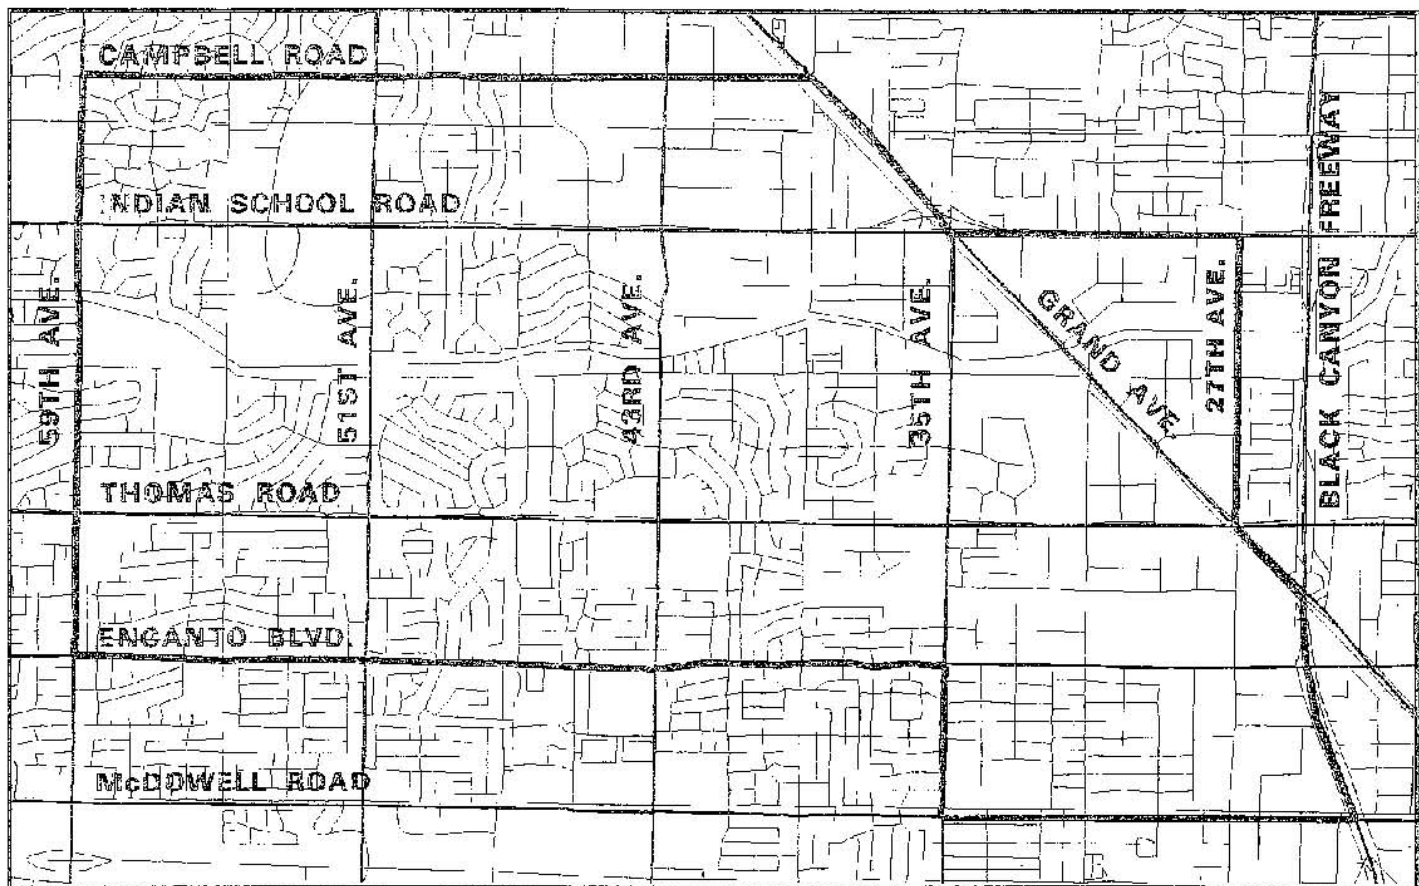 CAMPBELL ROAD
INDIAN SCHOOL ROAD
59TH AVE.
51ST AVE.
43RD AVE.
35TH AVE.
GRAND AVE.
27TH AVE.
BLACK CANYON FREEWAY
THOMAS ROAD
ENCANTO BLVD.
McDOWELL ROAD